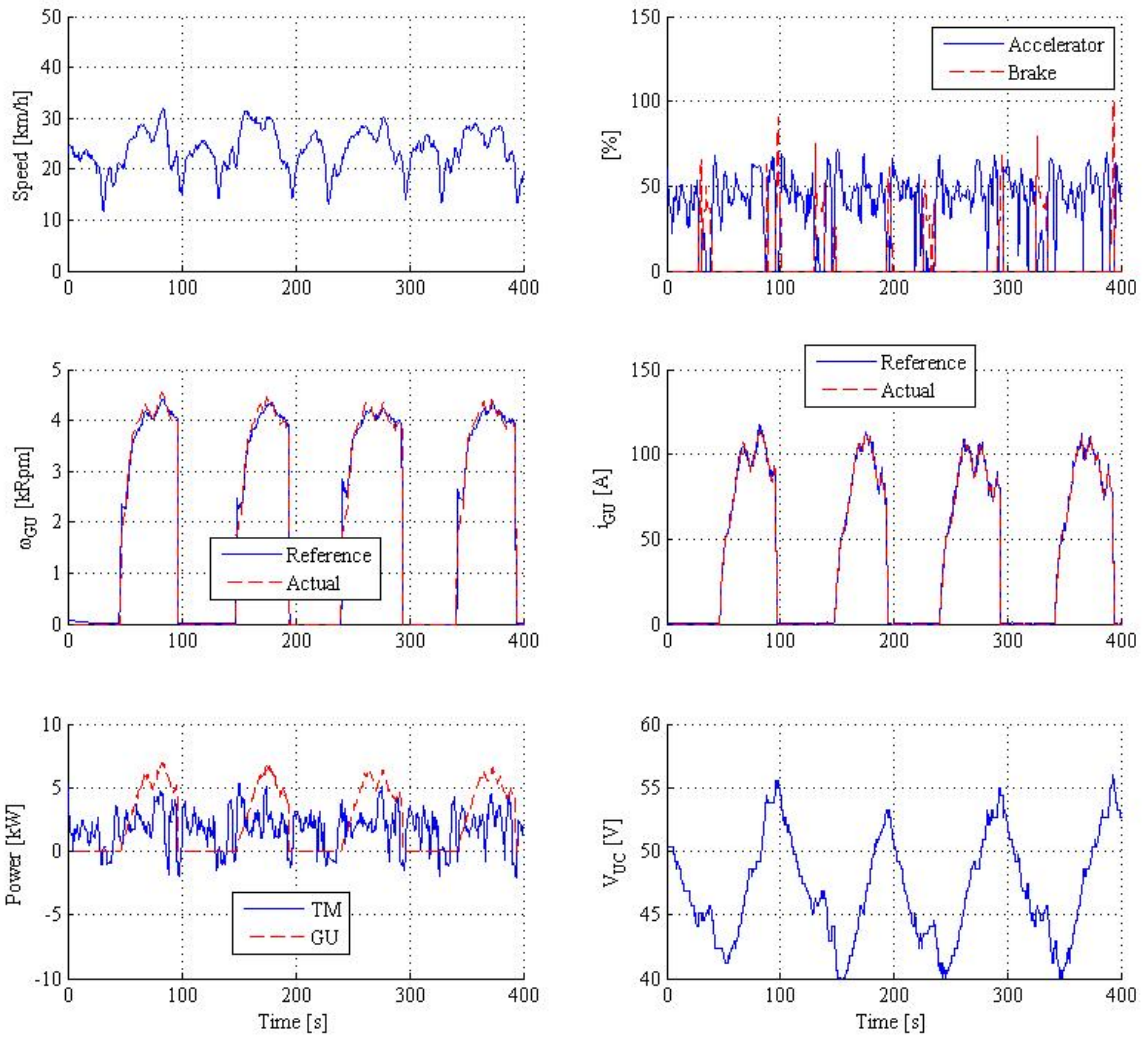 50
40
30
20
10
0
Speed [km/h]
0 100 200 300 400
150
100
50
0
[%]
Accelerator
Brake
0 100 200 300 400
5
4
3
2
1
0
ωGU [kRpm]
Reference
Actual
0 100 200 300 400
150
100
50
0
iGU [A]
Reference
Actual
0 100 200 300 400
10
5
0
-5
-10
Power [kW]
TM
GU
0 100 200 300 400
Time [s]
60
55
50
45
40
VUC [V]
0 100 200 300 400
Time [s]